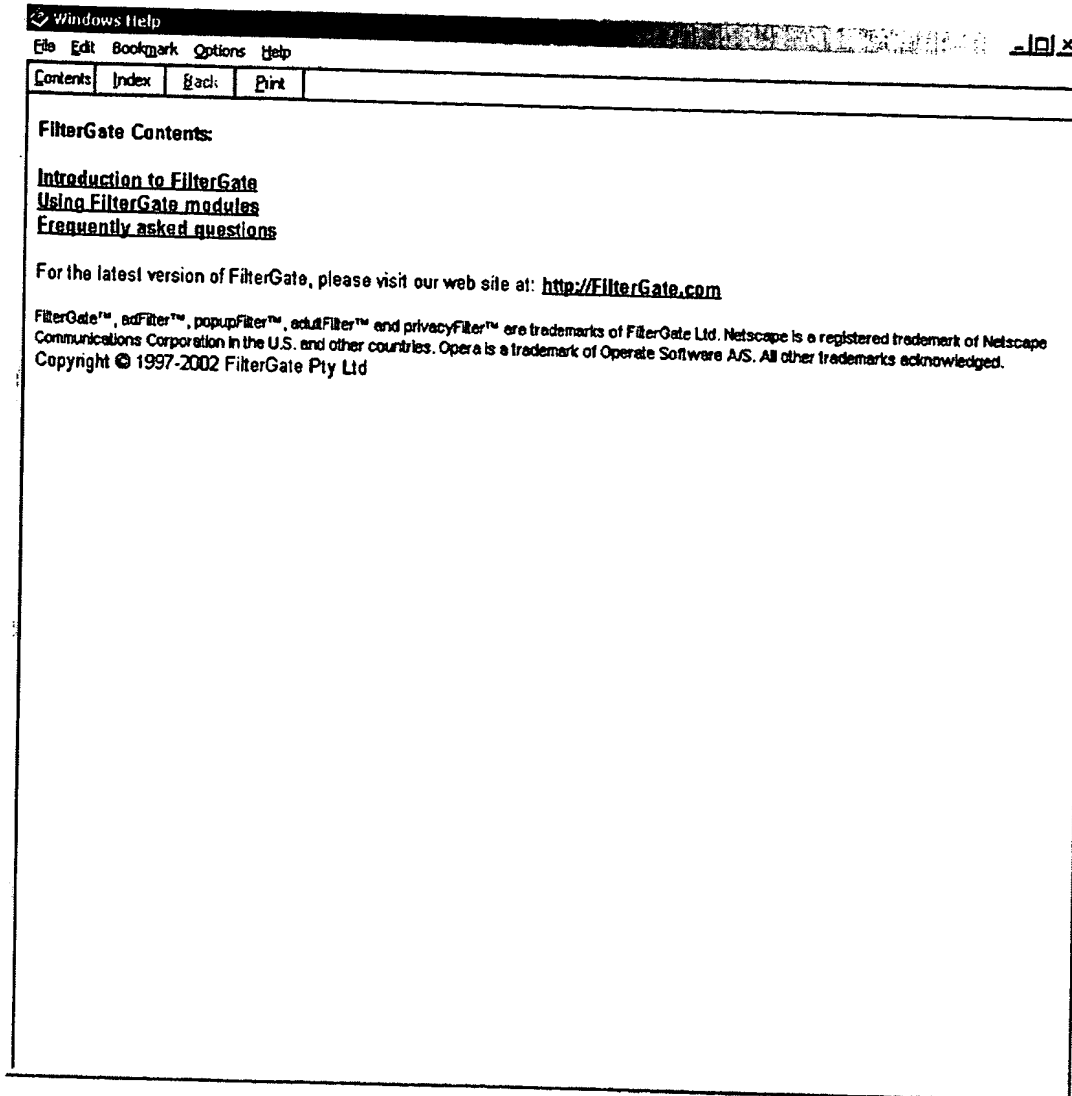 Windows Help
File Edit Bookmark Options Help
Contents Index Back Print
FilterGate Contents:
Introduction to FilterGate
Using FilterGate modules
Frequently asked questions
For the latest version of FilterGate, please visit our web site at: http://FilterGate.com
FilterGate™, adFilter™, popupFilter™, adultFilter™ and privacyFilter™ are trademarks of FilterGate Ltd. Netscape is a registered trademark of Netscape
Communications Corporation in the U.S. and other countries. Opera is a trademark of Operate Software A/S. All other trademarks acknowledged.
Copyright © 1997-2002 FilterGate Pty Ltd